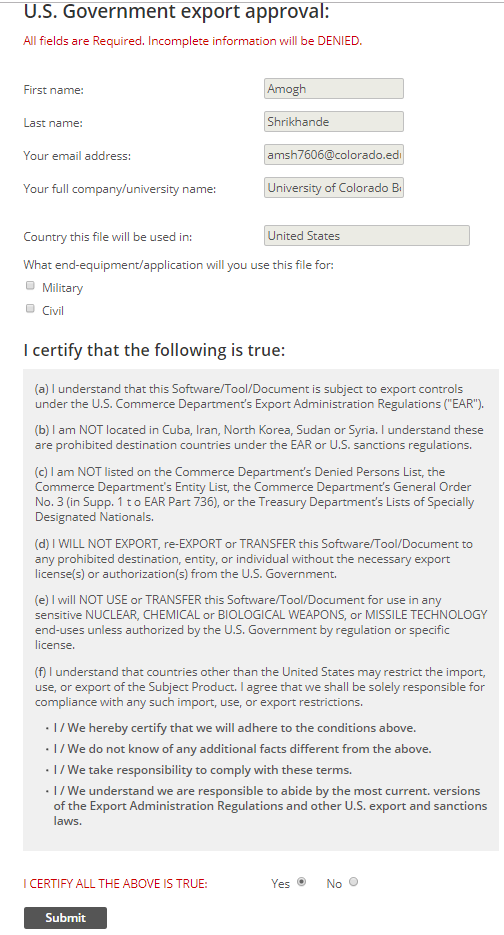 U.S. Government export approval:
All fields are Required. Incomplete information will be DENIED.
First name: Amogh
Last name: Shrikhande
Your email address: amsh7606@colorado.edu
Your full company/university name: University of Colorado B
Country this file will be used in: United States
What end-equipment/application will you use this file for:
Military
Civil
I certify that the following is true:
(a) I understand that this Software/Tool/Document is subject to export controls
under the U.S. Commerce Department's Export Administration Regulations ("EAR").
(b) I am NOT located in Cuba, Iran, North Korea, Sudan or Syria. I understand these
are prohibited destination countries under the EAR or U.S. sanctions regulations.
(c) I am NOT listed on the Commerce Department's Denied Persons List, the
Commerce Department's Entity List, the Commerce Department's General Order
No. 3 (in Supp. 1 t o EAR Part 736), or the Treasury Department's Lists of Specially
Designated Nationals.
(d) I WILL NOT EXPORT, re-EXPORT or TRANSFER this Software/Tool/Document to
any prohibited destination, entity, or individual without the necessary export
license(s) or authorization(s) from the U.S. Government.
(e) I will NOT USE or TRANSFER this Software/Tool/Document for use in any
sensitive NUCLEAR, CHEMICAL or BIOLOGICAL WEAPONS, or MISSILE TECHNOLOGY
end-uses unless authorized by the U.S. Government by regulation or specific
license.
(f) I understand that countries other than the United States may restrict the import,
use, or export of the Subject Product. I agree that we shall be solely responsible for
compliance with any such import, use, or export restrictions.
· I / We hereby certify that we will adhere to the conditions above.
· I / We do not know of any additional facts different from the above.
· I / We take responsibility to comply with these terms.
· I / We understand we are responsible to abide by the most current. versions
of the Export Administration Regulations and other U.S. export and sanctions
laws.
I CERTIFY ALL THE ABOVE IS TRUE: Yes No
Submit